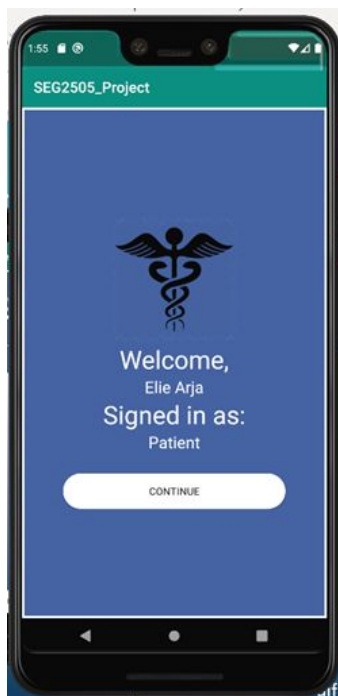 1:55
SEG2505_Project
Welcome,
Elie Arja
Signed in as:
Patient
CONTINUE